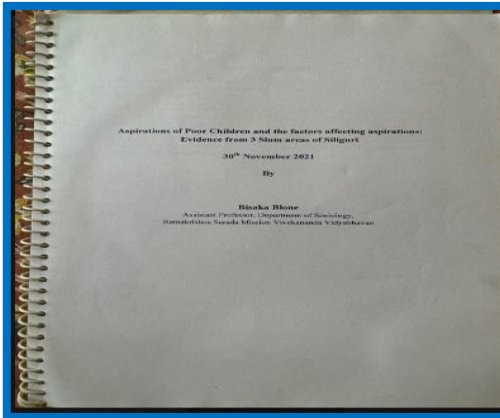 Aspirations of Poor Children and the factors affecting aspirations:
Evidence from 3 Slum areas of Siliguri
30th November 2021
By
Bisaka Blone
Assistant Professor, Department of Sociology,
Ramakrishna Sarada Mission Vivekananda Vidyabhavan